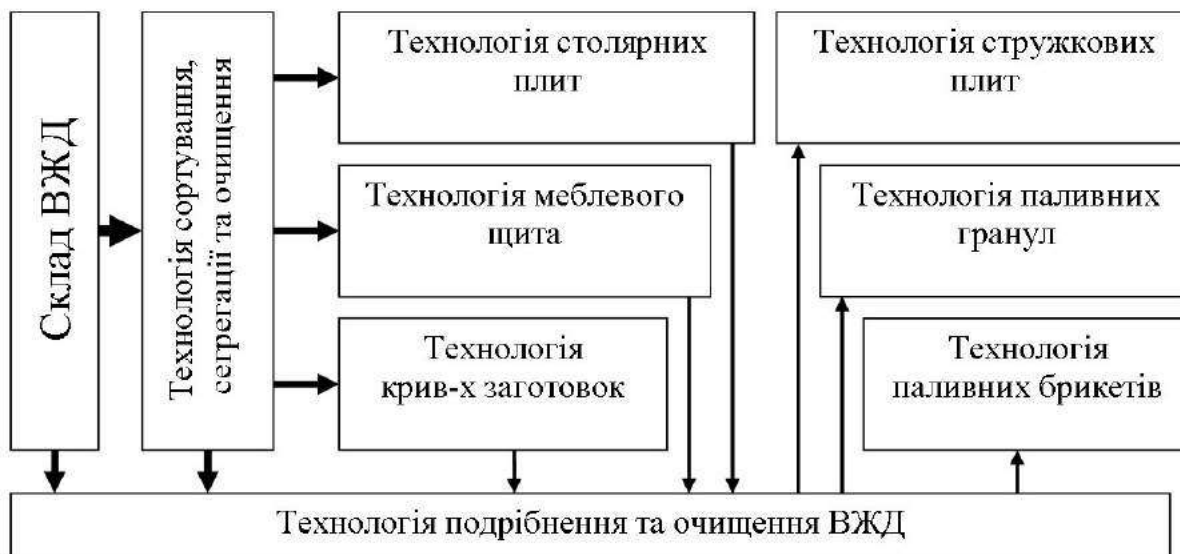 Склад ВЖД
Технологія сортування,
сегрегації та очищення
Технологія столярних
плит
Технологія стружкових
плит
Технологія меблевого
щита
Технологія паливних
гранул
Технологія
крив-х заготовок
Технологія
паливних брикетів
Технологія подрібнення та очищення ВЖД